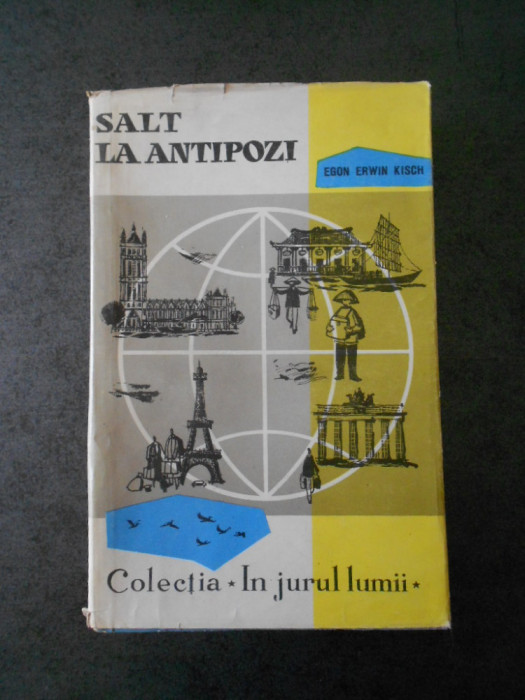 SALT
LA ANTIPOZI
EGON ERWIN KISCH
Colecția * In jurul lumii *